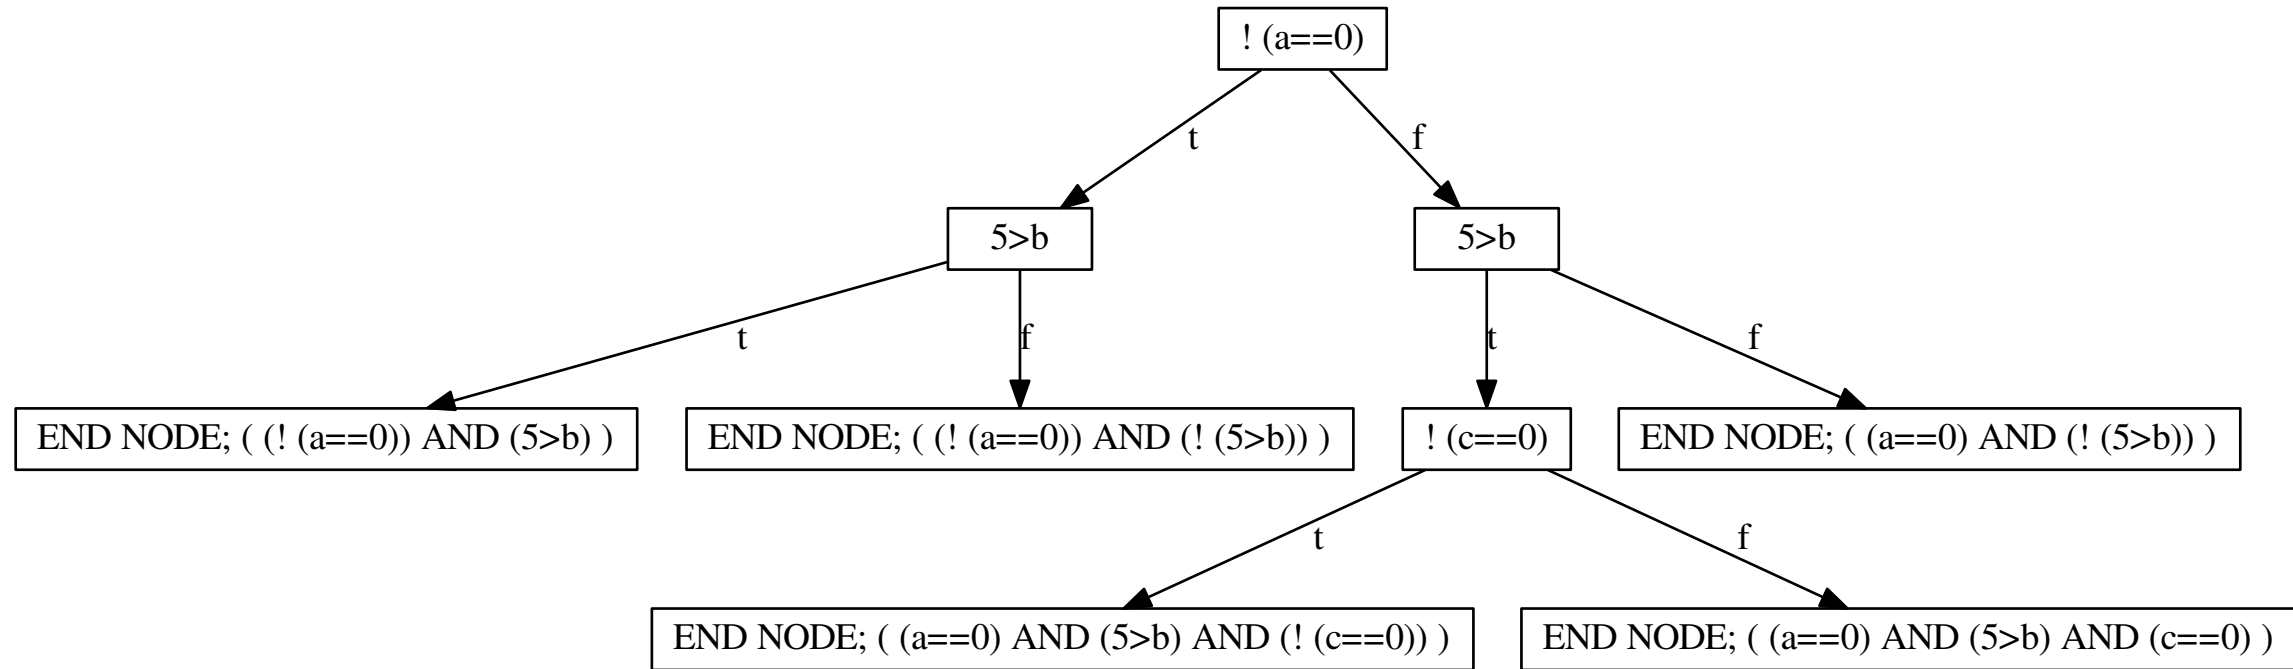 ! (a==0)
t
f
5>b
5>b
t
f
t
f
END NODE; ( (! (a==0)) AND (5>b) )
END NODE; ( (! (a==0)) AND (! (5>b)) )
! (c==0)
END NODE; ( (a==0) AND (! (5>b)) )
t
f
END NODE; ( (a==0) AND (5>b) AND (! (c==0)) )
END NODE; ( (a==0) AND (5>b) AND (c==0) )